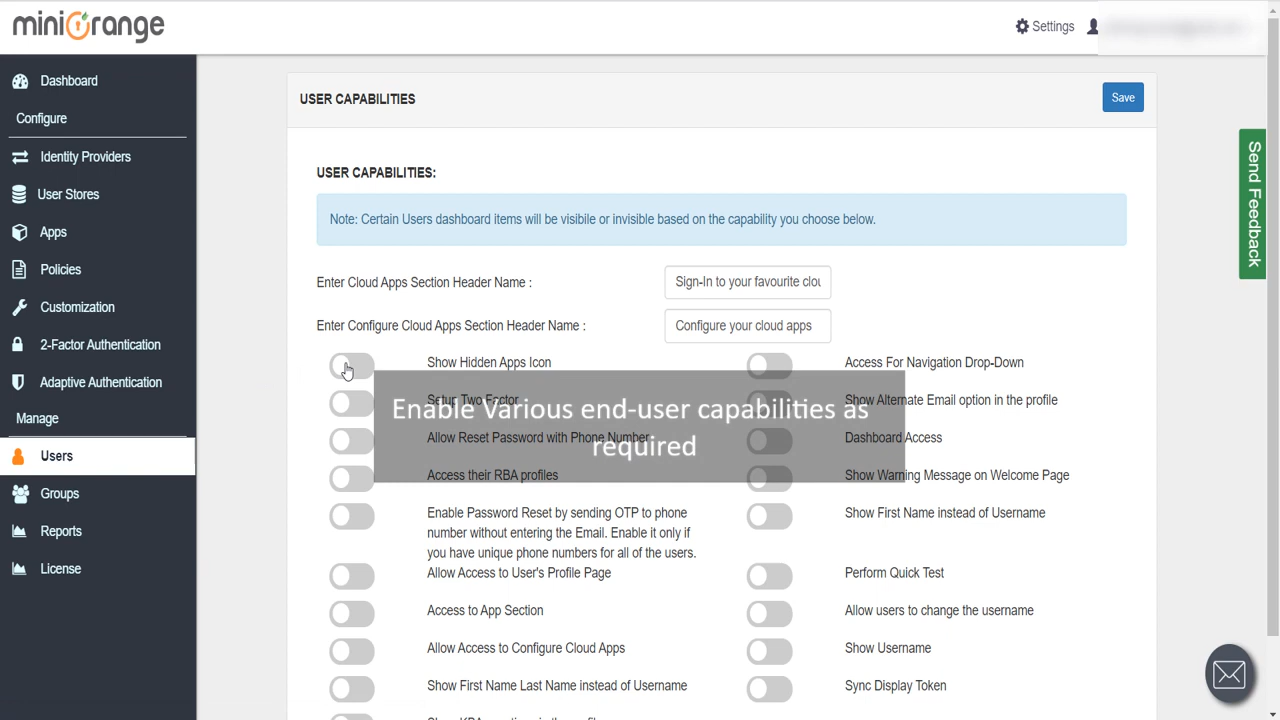 miniOrange
Settings
Dashboard
Configure
Identity Providers
User Stores
Apps
Policies
Customization
2-Factor Authentication
Adaptive Authentication
Manage
Users
Groups
Reports
License
USER CAPABILITIES
Save
USER CAPABILITIES:
Note: Certain Users dashboard items will be visibile or invisible based on the capability you choose below.
Enter Cloud Apps Section Header Name :
Sign-In to your favourite clou
Enter Configure Cloud Apps Section Header Name :
Configure your cloud apps
Show Hidden Apps Icon
Access For Navigation Drop-Down
Setup Two Factor
Show Alternate Email option in the profile
Enable Various end-user capabilities as
required
Allow Reset Password with Phone Number
Dashboard Access
Access their RBA profiles
Show Warning Message on Welcome Page
Enable Password Reset by sending OTP to phone
number without entering the Email. Enable it only if
you have unique phone numbers for all of the users.
Show First Name instead of Username
Allow Access to User's Profile Page
Perform Quick Test
Access to App Section
Allow users to change the username
Allow Access to Configure Cloud Apps
Show Username
Show First Name Last Name instead of Username
Sync Display Token
Send Feedback